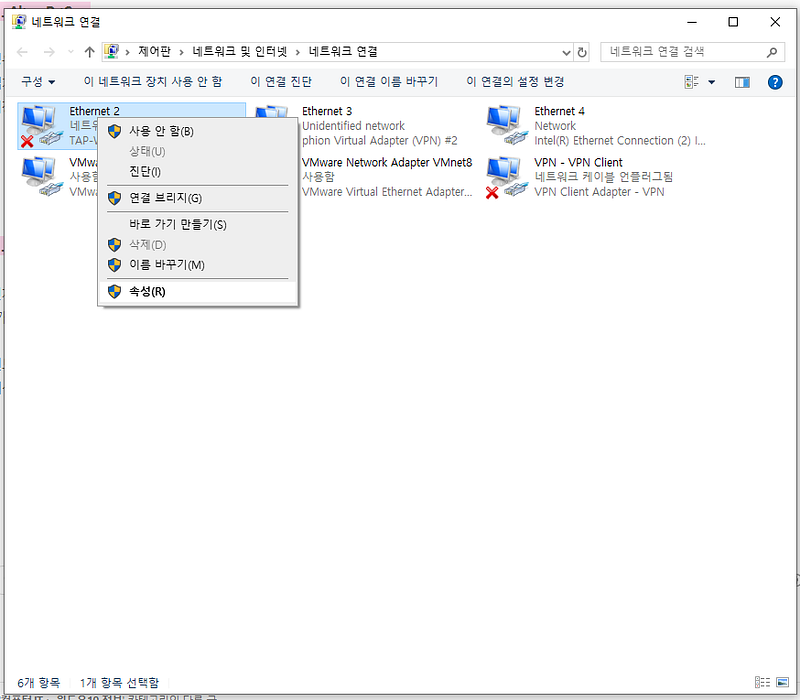 네트워크 연결
제어판 > 네트워크 및 인터넷 > 네트워크 연결
네트워크 연결 검색
구성 이 네트워크 장치 사용 안 함 이 연결 진단 이 연결 이름 바꾸기 이 연결의 설정 변경
Ethernet 2
TAP-W
Ethernet 3
Unidentified network
phion Virtual Adapter (VPN) #2
Ethernet 4
Network
Intel(R) Ethernet Connection (2) I...
사용함
VMware Network Adapter VMnet8
사용함
VMware Virtual Ethernet Adapter...
VPN - VPN Client
네트워크 케이블 언플러그됨
VPN Client Adapter - VPN
사용 안 함(B)
상태(U)
진단(I)
연결 브리지(G)
바로 가기 만들기(S)
삭제(D)
이름 바꾸기(M)
속성(R)
6개 항목 1개 항목 선택함